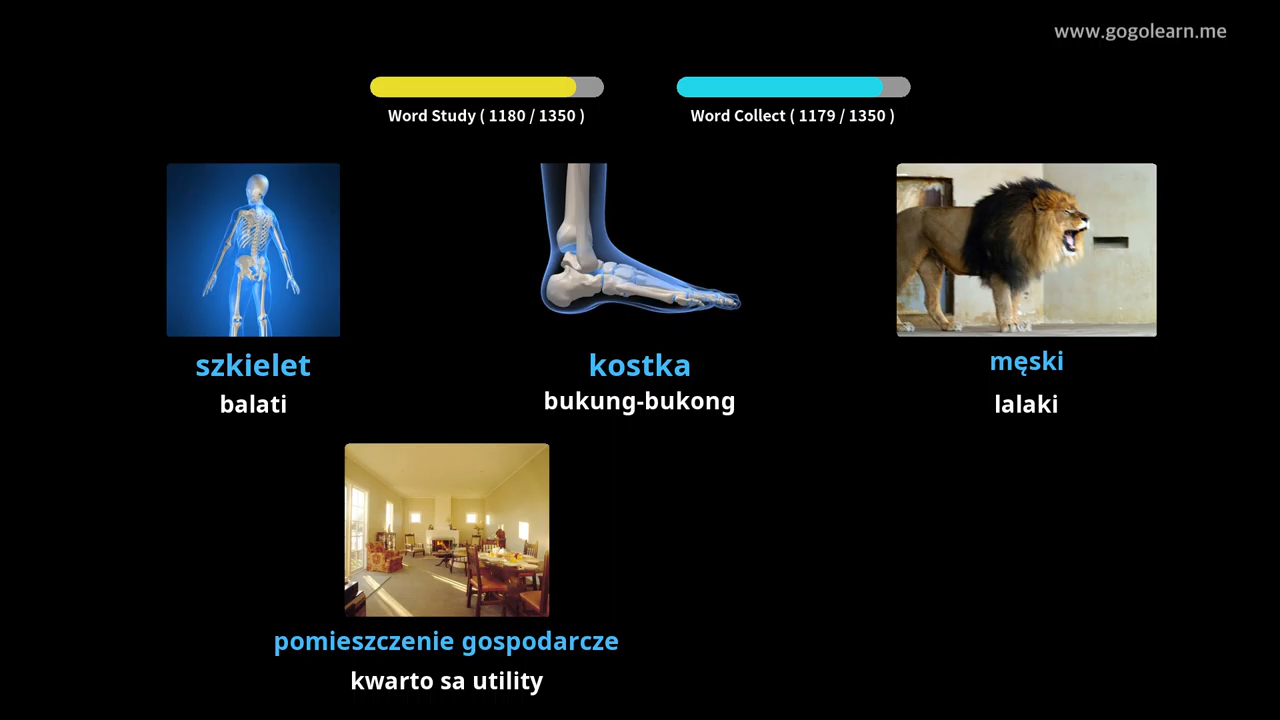 www.gogolearn.me
Word Study ( 1180 / 1350 )
Word Collect ( 1179 / 1350 )
szkielet
balati
kostka
bukung-bukong
męski
lalaki
pomieszczenie gospodarcze
kwarto sa utility